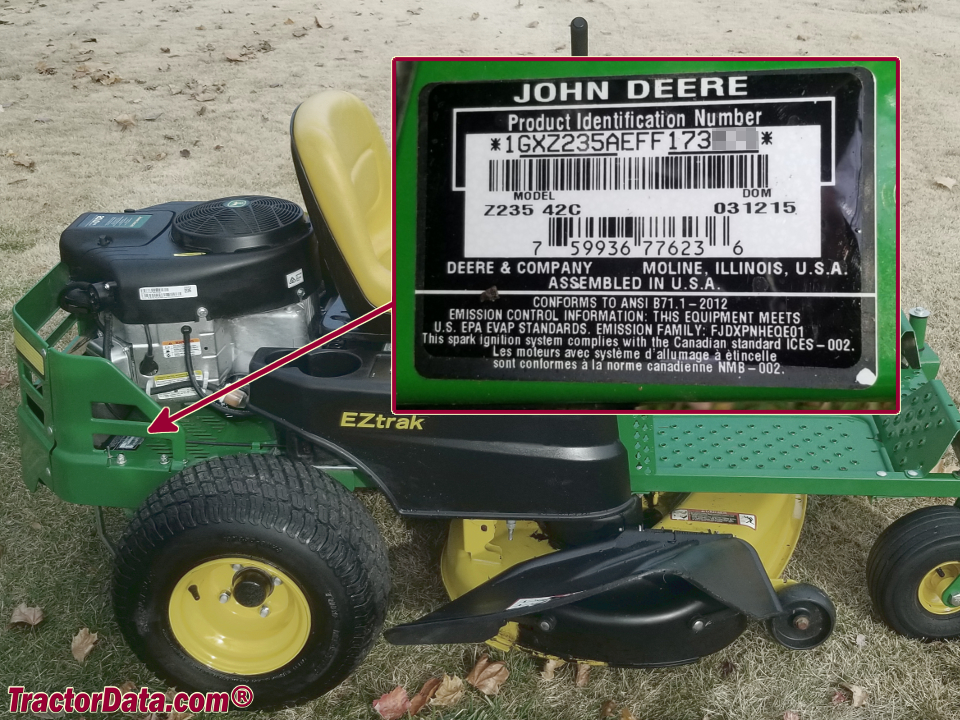 JOHN DEERE
Product Identification Number
*1GXZ235AEFF173 *
MODEL DOM
Z235 42C 031215
7 59936 77623 6
DEERE & COMPANY MOLINE, ILLINOIS, U.S.A.
ASSEMBLED IN U.S.A.
CONFORMS TO ANSI B71.1-2012
EMISSION CONTROL INFORMATION: THIS EQUIPMENT MEETS
U.S. EPA EVAP STANDARDS. EMISSION FAMILY: FJDXPNHEQE01
This spark ignition system complies with the Canadian standard ICES-002.
Les moteurs avec système d'allumage à étincelle
sont conformes à la norme canadienne NMB-002.
EZtrak
TractorData.com®